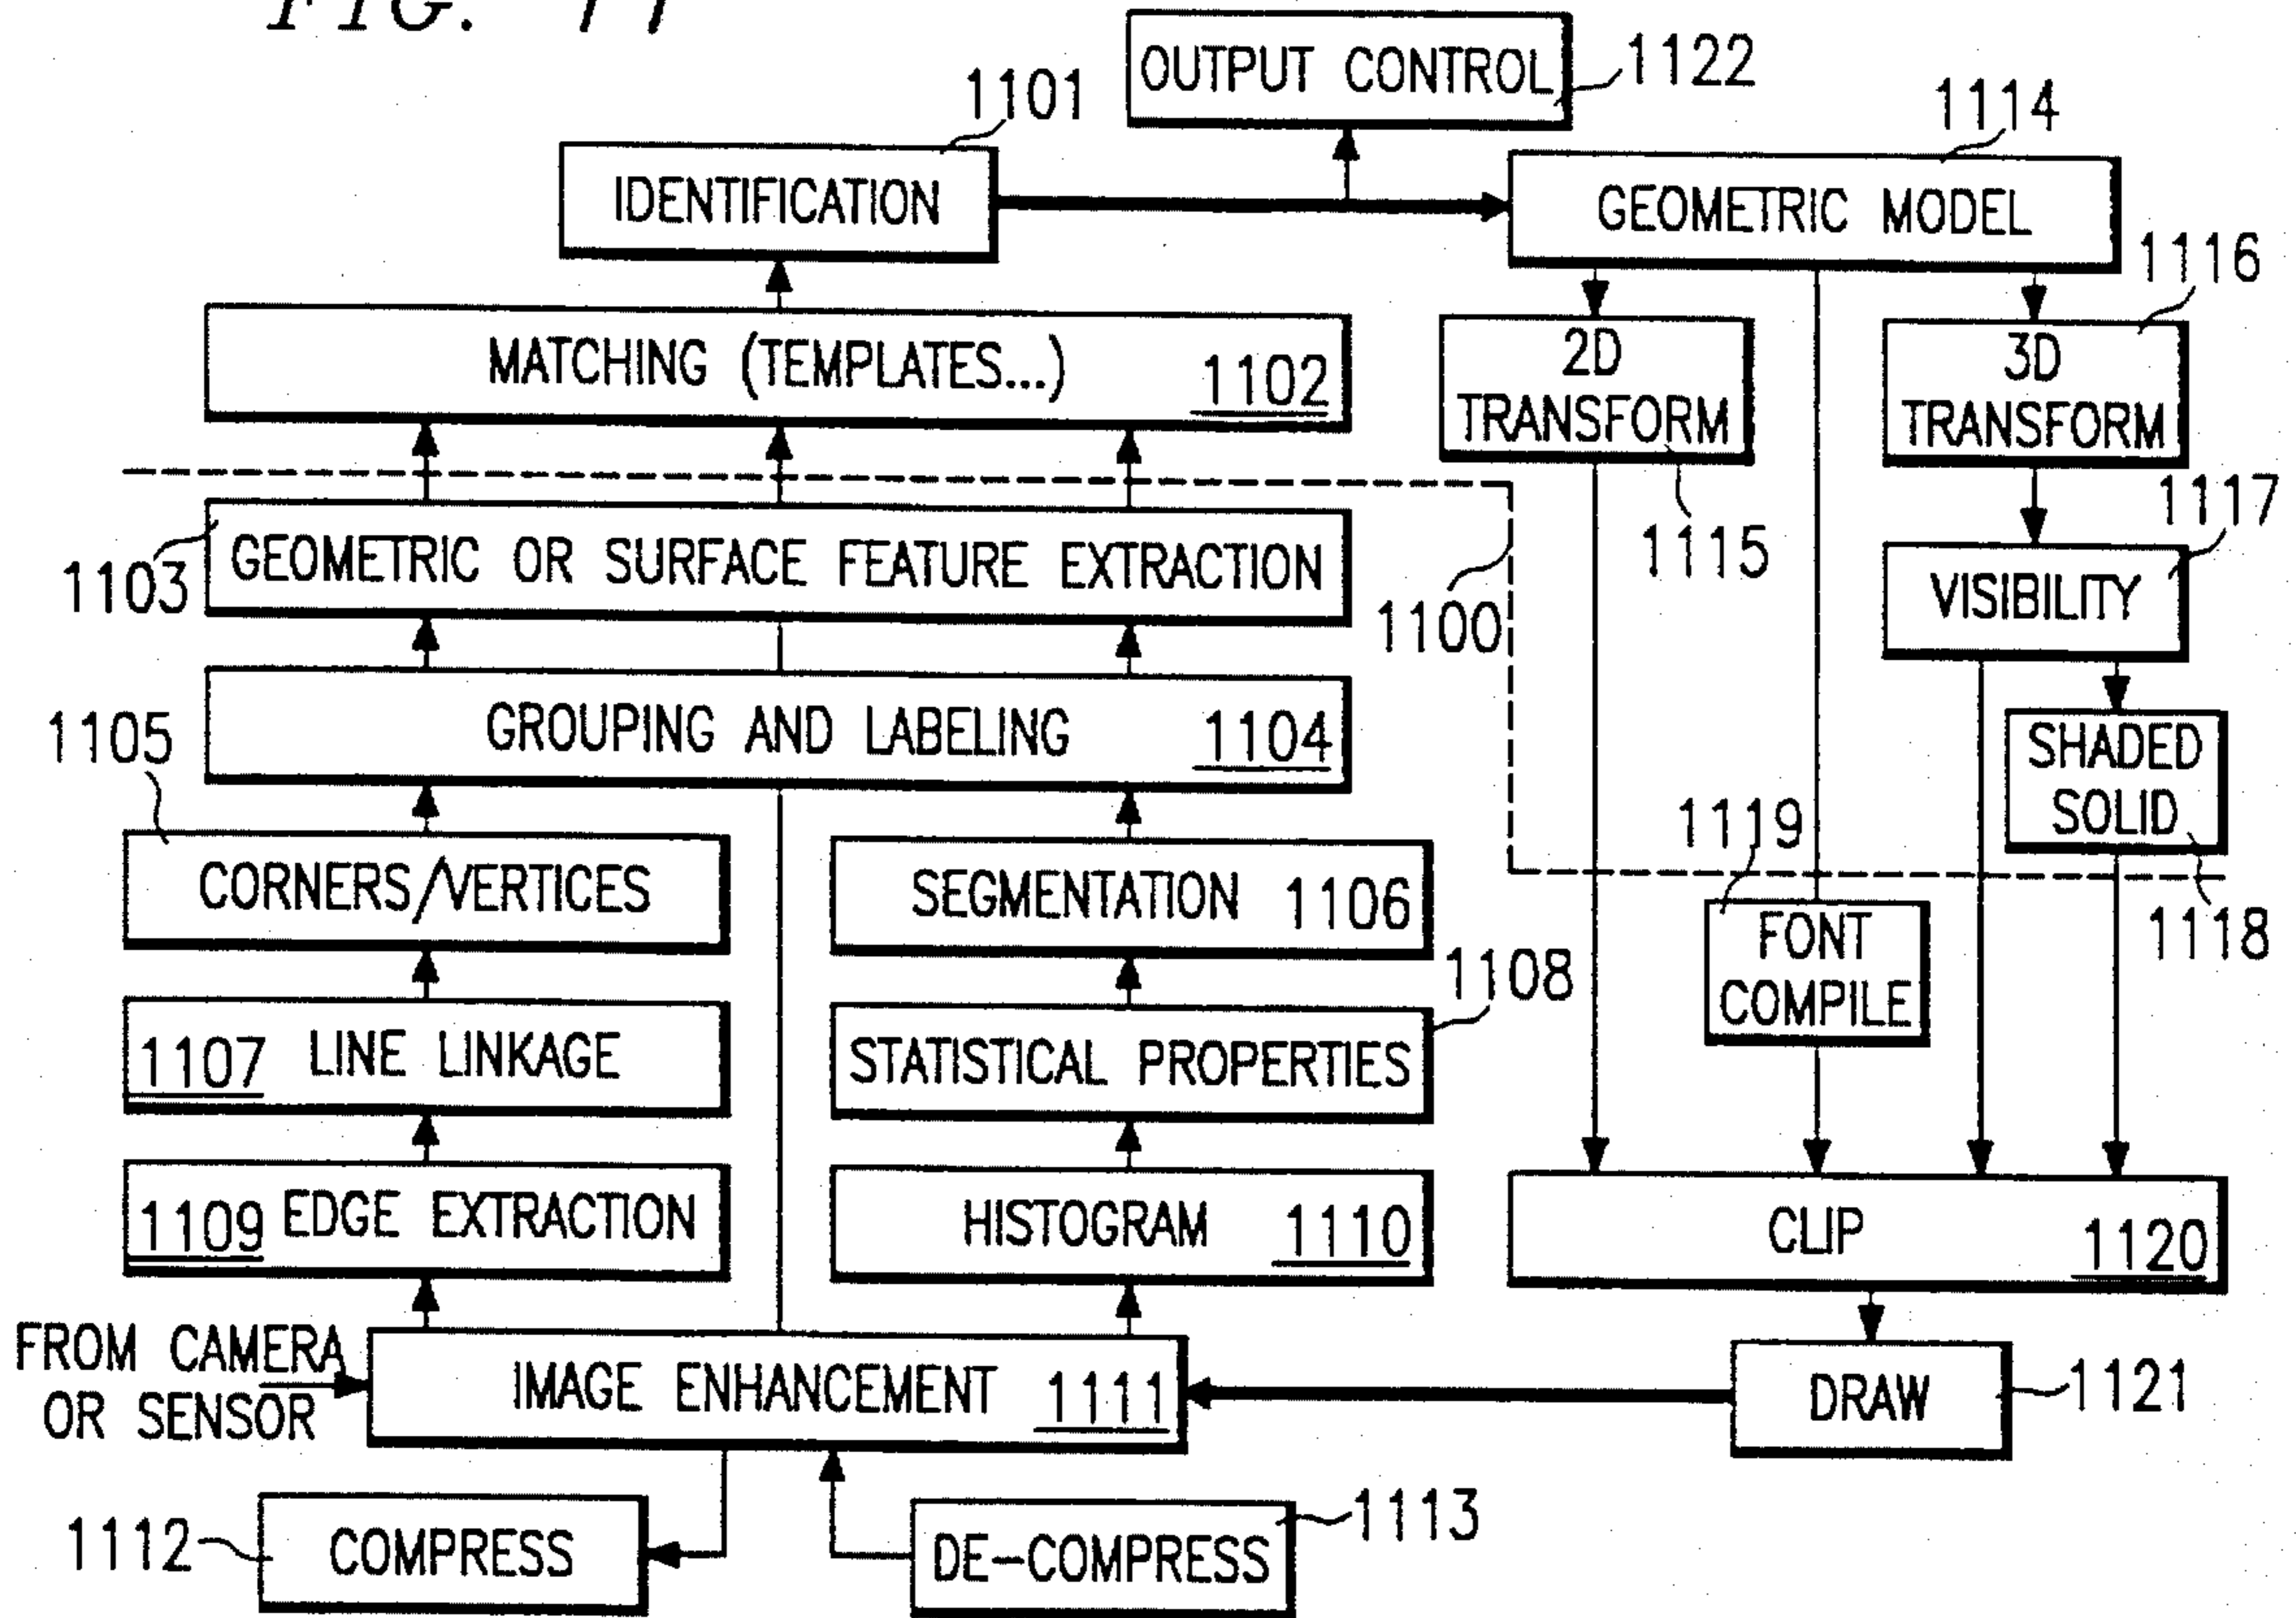 FIG. 11
OUTPUT CONTROL
1122
1101
1114
IDENTIFICATION
GEOMETRIC MODEL
1116
MATCHING (TEMPLATES...)
1102
2D
TRANSFORM
1115
3D
TRANSFORM
1117
1103
GEOMETRIC OR SURFACE FEATURE EXTRACTION
1100
VISIBILITY
1105
GROUPING AND LABELING
1104
SHADED
SOLID
1118
1119
CORNERS/VERTICES
SEGMENTATION 1106
FONT
COMPILE
1108
1107 LINE LINKAGE
STATISTICAL PROPERTIES
1109 EDGE EXTRACTION
HISTOGRAM 1110
CLIP 1120
FROM CAMERA
OR SENSOR
IMAGE ENHANCEMENT 1111
DRAW
1121
1112
COMPRESS
DE-COMPRESS
1113